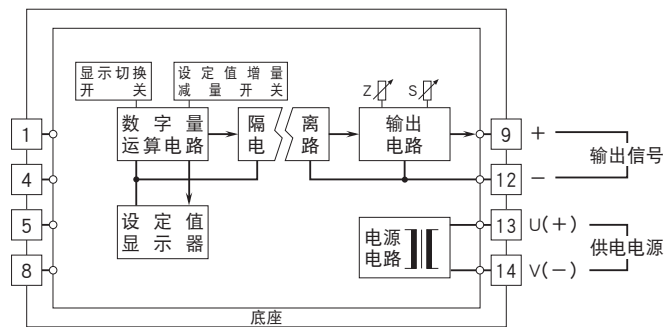 显示切换
开关
设定值增量
减量开关
Z
S
1
数字量
运算电路
隔
电
离
路
输出
电路
9
+
输出信号
4
12
−
5
设定值
显示器
电源
电路
13
U(+)
供电电源
8
14
V(−)
底座